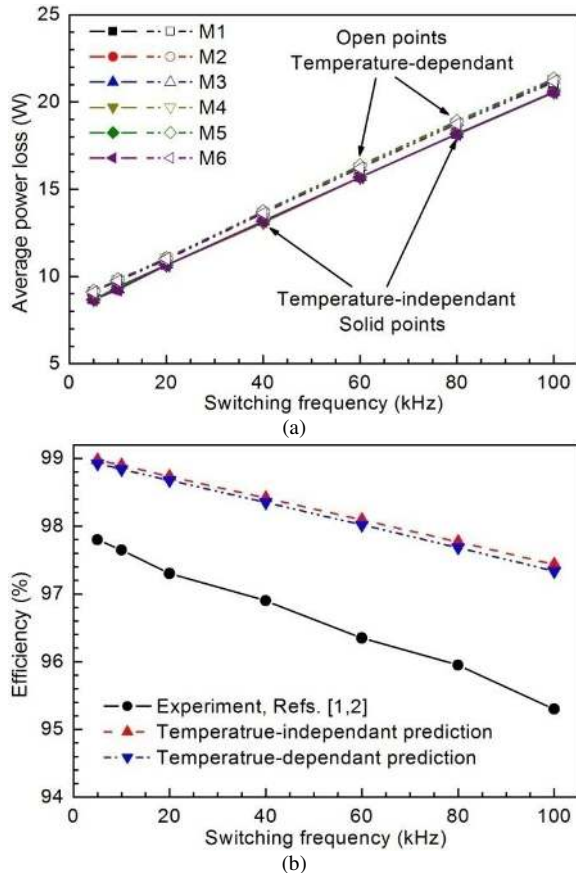 25
20
15
10
5
Average power loss (W)
M1
M2
M3
M4
M5
M6
Open points
Temperature-dependant
Temperature-independant
Solid points
0 20 40 60 80 100
Switching frequency (kHz)
(a)
99
98
97
96
95
94
Efficiency (%)
Experiment, Refs. [1,2]
Temperatrue-independant prediction
Temperatrue-dependant prediction
0 20 40 60 80 100
Switching frequency (kHz)
(b)